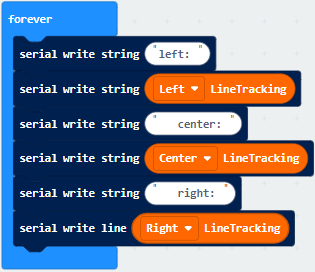 forever
serial write string "left: "
serial write string Left LineTracking
serial write string "   center: "
serial write string Center LineTracking
serial write string "   right: "
serial write line Right LineTracking